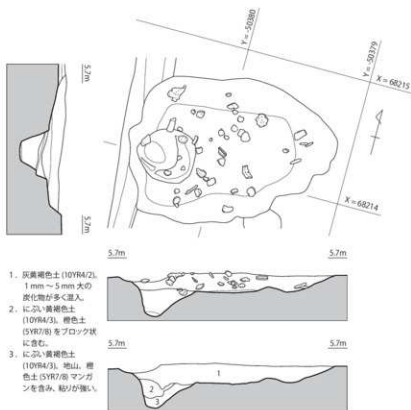 Y = -50380
Y = -50379
X = 68215
X = 68214
5.7m
5.7m
5.7m
5.7m
5.7m
5.7m
1. 灰黄褐色土 (10YR4/2)。
1 mm ～ 5 mm 大の
炭化物が多く混入。
2. にぶい黄褐色土
(10YR4/3)、橙色土
(5YR7/8) をブロック状
に含む。
3. にぶい黄褐色土
(10YR4/3)、地山、橙
色土 (5YR7/8) マンガ
ンを含み、粘りが強い。
1
2
3